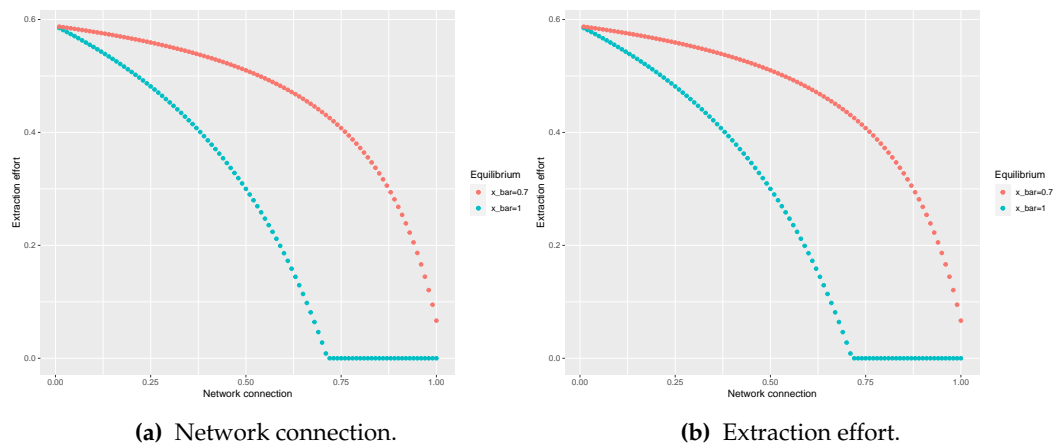 0.6
0.4
0.2
0.0
Extraction effort
0.00
0.25
0.50
0.75
1.00
Network connection
Equilibrium
x_bar=0.7
x_bar=1
(a) Network connection.
0.6
0.4
0.2
0.0
Extraction effort
0.00
0.25
0.50
0.75
1.00
Network connection
Equilibrium
x_bar=0.7
x_bar=1
(b) Extraction effort.